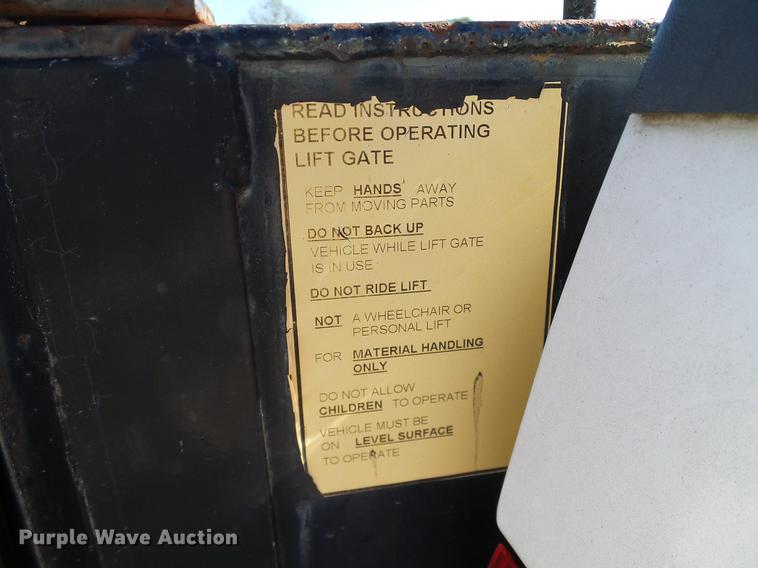 READ INSTRUCTIONS
BEFORE OPERATING
LIFT GATE
KEEP HANDS AWAY
FROM MOVING PARTS
DO NOT BACK UP
VEHICLE WHILE LIFT GATE
IS IN USE
DO NOT RIDE LIFT
NOT A WHEELCHAIR OR
PERSONAL LIFT
FOR MATERIAL HANDLING
ONLY
DO NOT ALLOW
CHILDREN TO OPERATE
VEHICLE MUST BE
ON LEVEL SURFACE
TO OPERATE
Purple Wave Auction